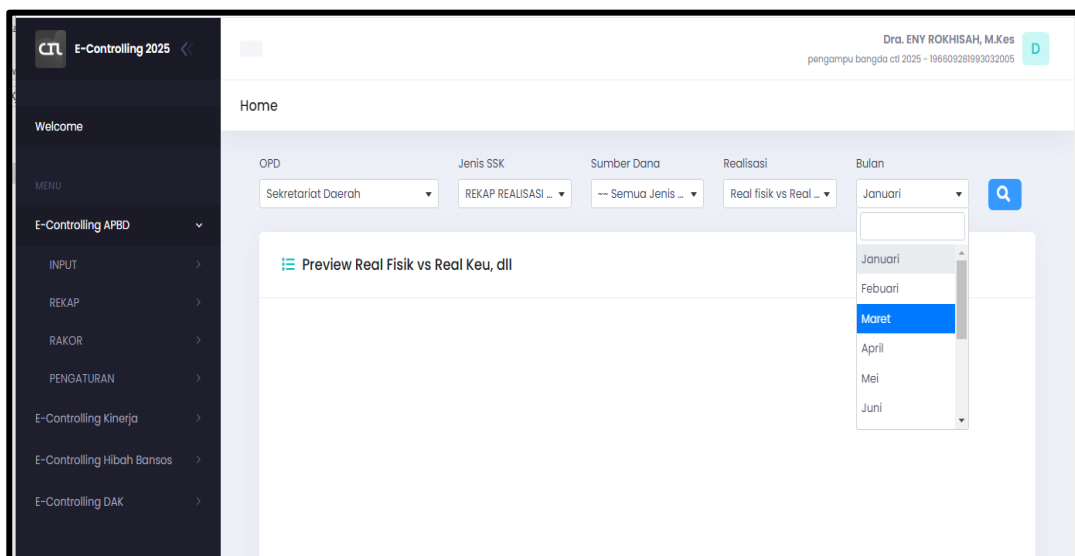 CTL E-Controlling 2025
Dra. ENY ROKHISAH, M.Kes
pengampu bangda ctl 2025 - 196609281993032005
D
Home
Welcome
MENU
E-Controlling APBD
INPUT
REKAP
RAKOR
PENGATURAN
E-Controlling Kinerja
E-Controlling Hibah Bansos
E-Controlling DAK
OPD Jenis SSK Sumber Dana Realisasi Bulan
Sekretariat Daerah REKAP REALISASI ... ~~ Semua Jenis ... Real fisik vs Real ... Januari
Preview Real Fisik vs Real Keu, dll
Januari
Febuari
Maret
April
Mei
Juni